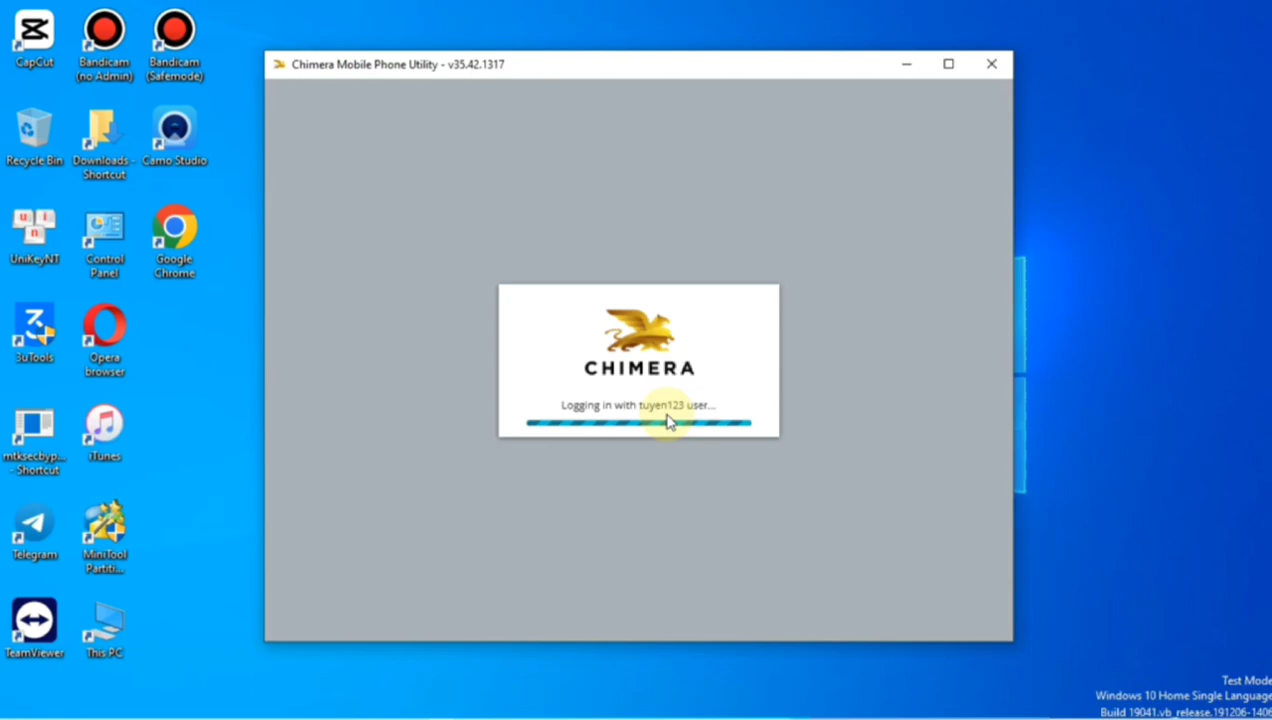 CapCut
Bandicam
(no Admin)
Bandicam
(Safemode)
Recycle Bin
Downloads -
Shortcut
Camo Studio
UniKeyNT
Control
Panel
Google
Chrome
3uTools
Opera
browser
mtksecbyp...
- Shortcut
iTunes
Telegram
MiniTool
Partiti...
TeamViewer
This PC
Chimera Mobile Phone Utility - v35.42.1317
CHIMERA
Logging in with tuyen123 user...
Test Mode
Windows 10 Home Single Language
Build 19041.vb_release.191206-1406